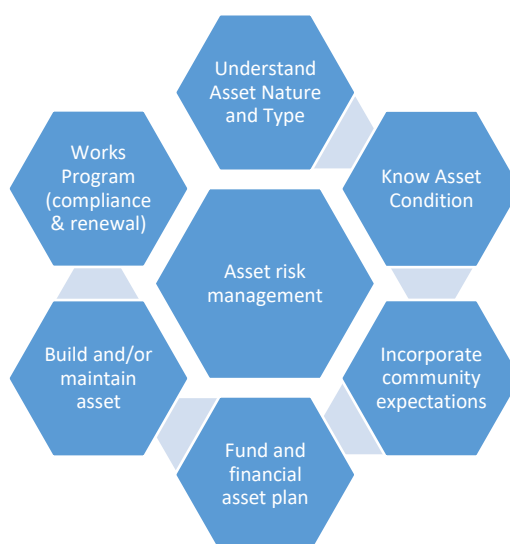 Understand
Asset Nature
and Type
Know Asset
Condition
Incorporate
community
expectations
Fund and
financial
asset plan
Build and/or
maintain
asset
Works
Program
(compliance
& renewal)
Asset risk
management